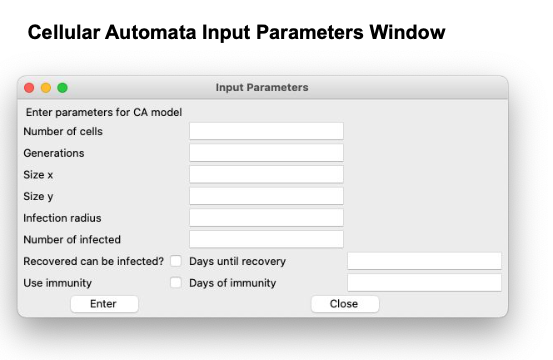 Cellular Automata Input Parameters Window
Input Parameters
Enter parameters for CA model
Number of cells
Generations
Size x
Size y
Infection radius
Number of infected
Recovered can be infected? Days until recovery
Use immunity Days of immunity
Enter Close